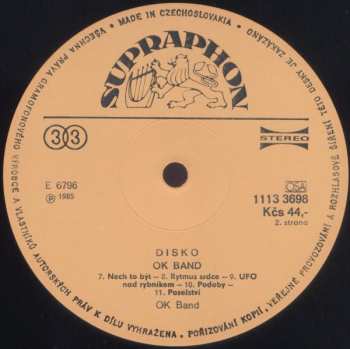 VŠECHNA PRÁVA GRAMOFONOVÉHO VÝROBCE A VLASTNÍKŮ AUTORSKÝCH PRÁV K DÍLU VYHRAŽENA. POŘIZOVÁNÍ KOPIÍ, VEŘEJNÉ PROVOZOVÁNÍ A ROZHLASOVÉ ŠÍŘENÍ TÉTO DESKY JE ZAKÁZÁNO
• MADE IN CZECHOSLOVAKIA •
SUPRAPHON
33
STEREO
E 6796
℗ 1985
OSA
1113 3698
Kčs 44,-
2. strana
DISKO
OK BAND
7. Nech to být – 8. Rytmus srdce – 9. UFO
nad rybníkem – 10. Podoby –
11. Poselství
OK Band